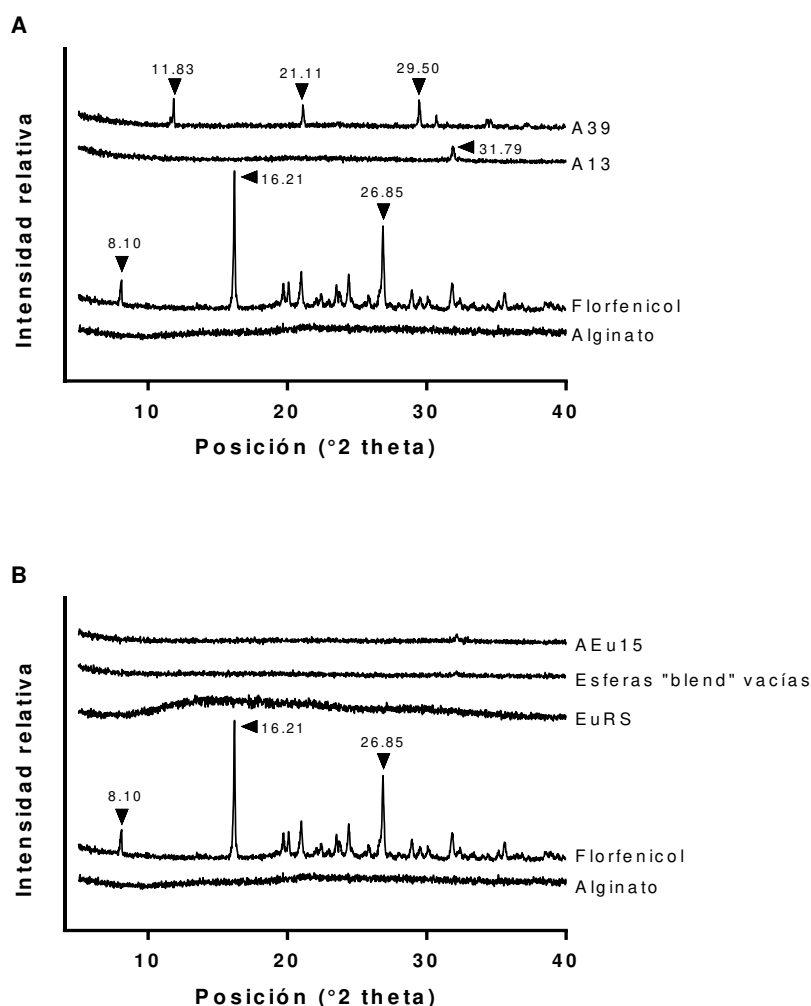 A
Intensidad relativa
11.83
21.11
29.50
A39
31.79
A13
16.21
26.85
8.10
Florfenicol
Alginato
10 20 30 40
Posición (°2 theta)
B
Intensidad relativa
AEu15
Esferas "blend" vacías
EuRS
16.21
26.85
8.10
Florfenicol
Alginato
10 20 30 40
Posición (°2 theta)